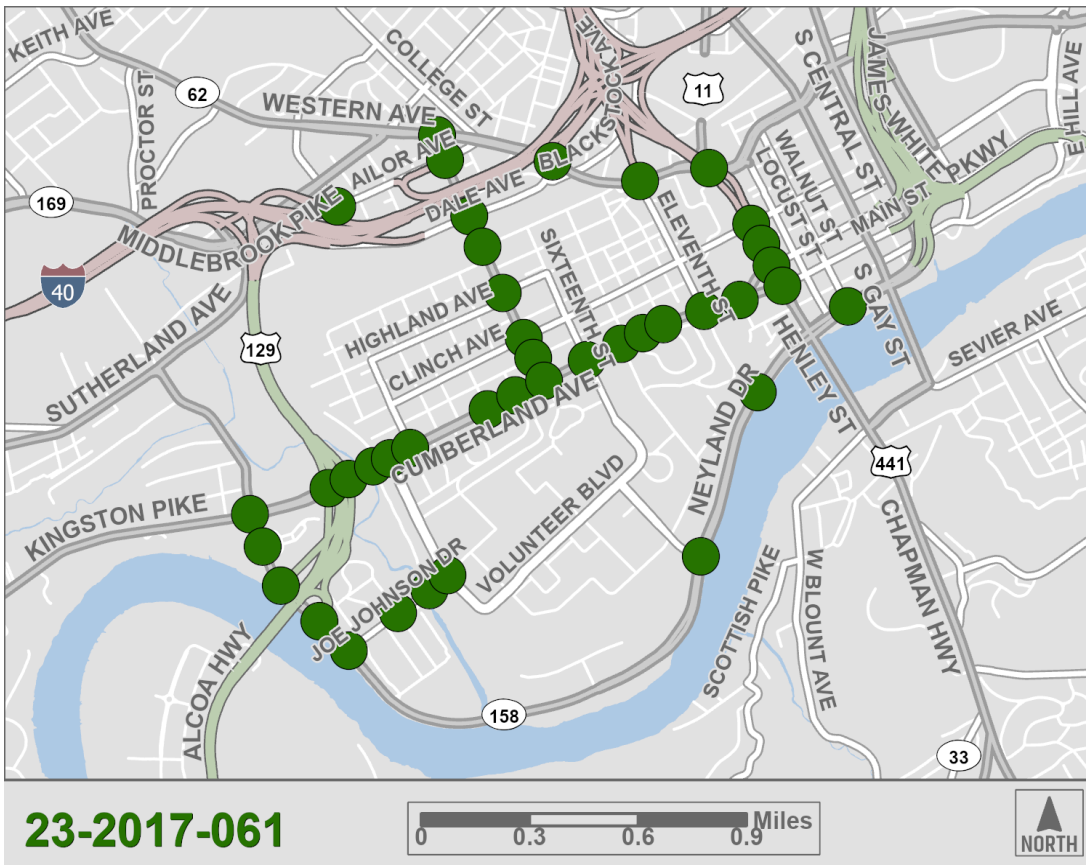 KEITH AVE
COLLEGE ST
BLACKSTOCK AVE
JAMES WHITE
PKWY
E HILL AVE
S CENTRAL ST
PROCTOR ST
62
11
WESTERN AVE
AILOR AVE
WALNUT ST
LOCUST ST
169
DALE AVE
MAIN ST
ELEVENTH ST
MIDDLEBROOK PIKE
SIXTEENTH ST
40
S GAY ST
HIGHLAND AVE
SEVIER AVE
SUTHERLAND AVE
129
CLINCH AVE
HENLEY ST
CUMBERLAND AVE
NEYLAND DR
441
KINGSTON PIKE
VOLUNTEER BLVD
CHAPMAN HWY
JOE JOHNSON DR
SCOTTISH PIKE
W BLOUNT AVE
ALCOA HWY
158
33
23-2017-061
Miles
0 0.3 0.6 0.9
NORTH